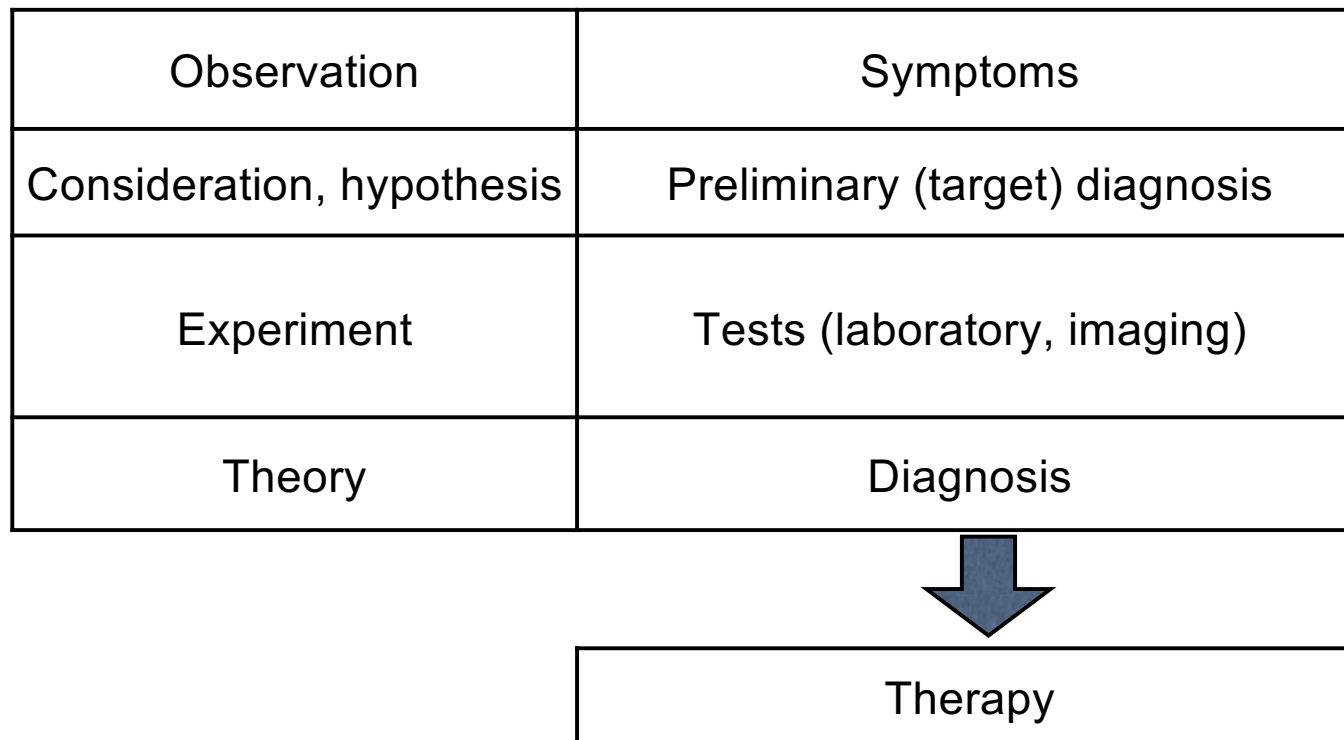 Observation
Symptoms
Consideration, hypothesis
Preliminary (target) diagnosis
Experiment
Tests (laboratory, imaging)
Theory
Diagnosis
Therapy